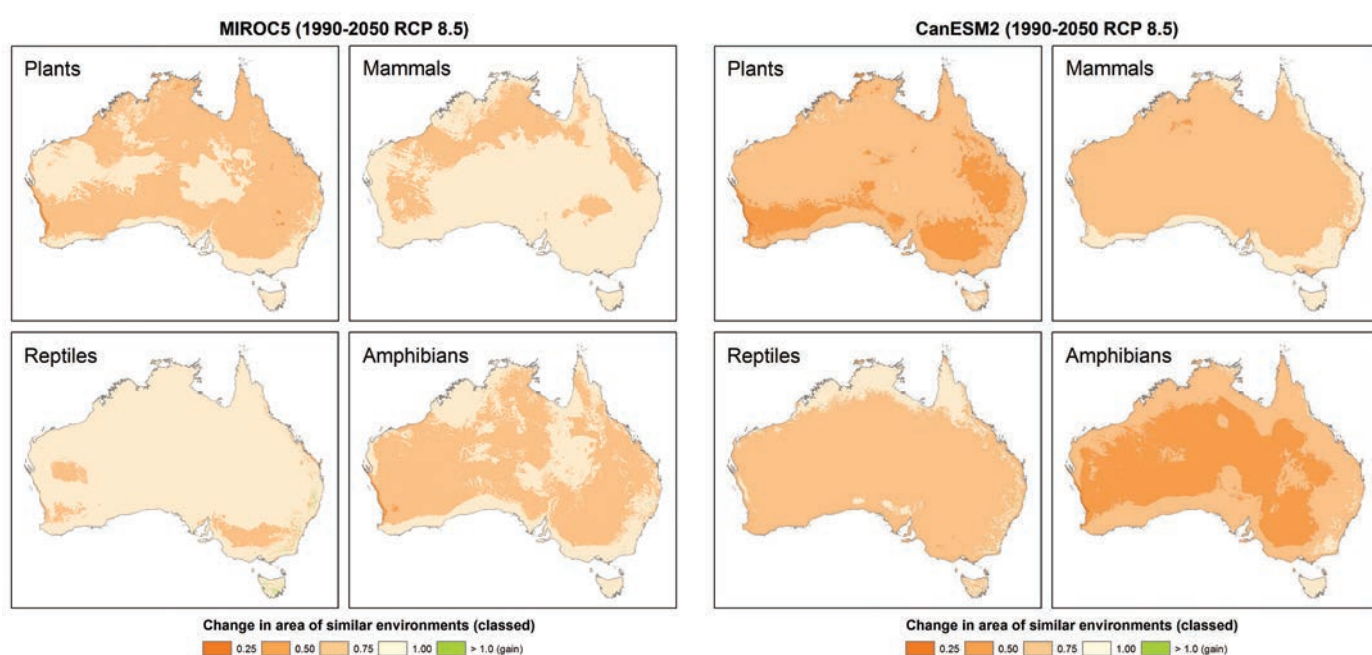 MIROC5 (1990-2050 RCP 8.5)
Plants
Mammals
Reptiles
Amphibians
Change in area of similar environments (classed)
0.25 0.50 0.75 1.00 > 1.0 (gain)
CanESM2 (1990-2050 RCP 8.5)
Plants
Mammals
Reptiles
Amphibians
Change in area of similar environments (classed)
0.25 0.50 0.75 1.00 > 1.0 (gain)